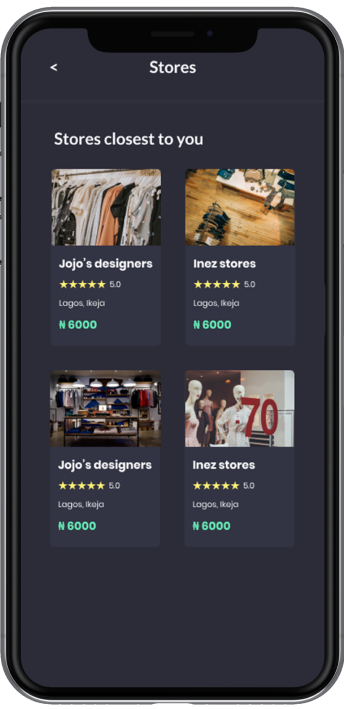 <
Stores
Stores closest to you
Jojo's designers
★★★★★ 5.0
Lagos, Ikeja
₦ 6000
Inez stores
★★★★★ 5.0
Lagos, Ikeja
₦ 6000
Jojo's designers
★★★★★ 5.0
Lagos, Ikeja
₦ 6000
70
Inez stores
★★★★★ 5.0
Lagos, Ikeja
₦ 6000